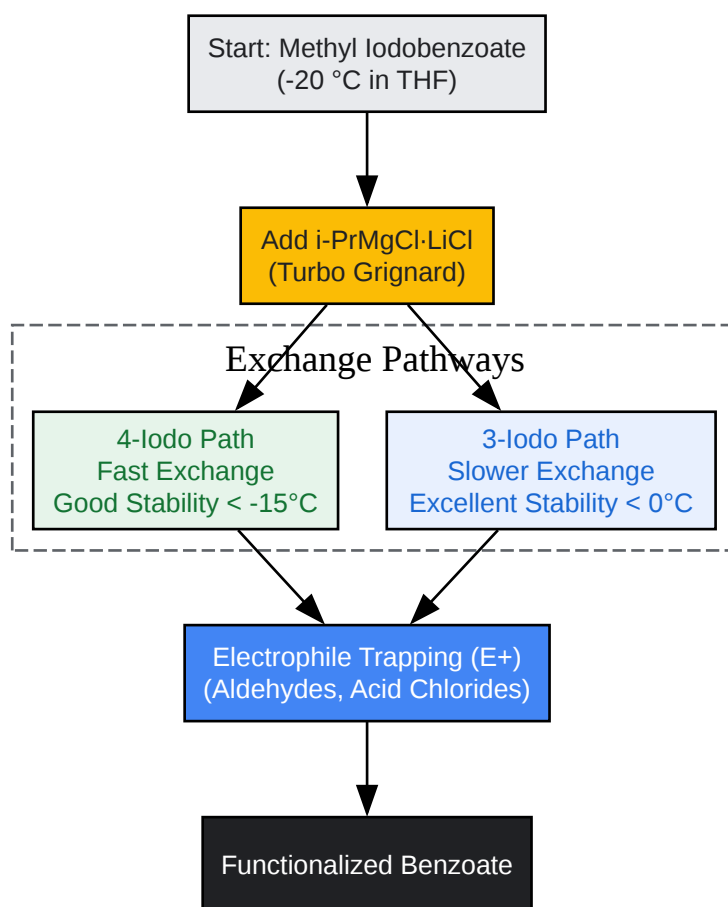 Start: Methyl Iodobenzoate
(-20 °C in THF)
Add i-PrMgCl·LiCl
(Turbo Grignard)
Exchange Pathways
4-Iodo Path
Fast Exchange
Good Stability < -15°C
3-Iodo Path
Slower Exchange
Excellent Stability < 0°C
Electrophile Trapping (E+)
(Aldehydes, Acid Chlorides)
Functionalized Benzoate